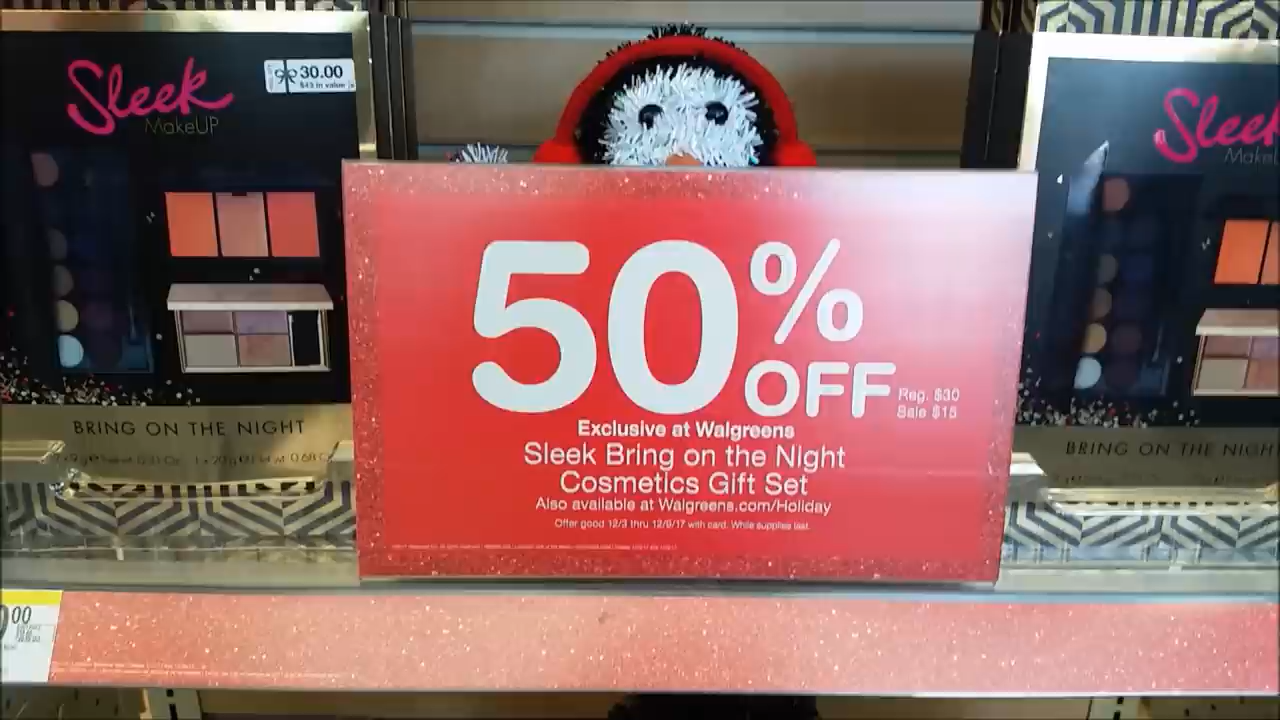 Sleek
MakeUP
30.00
$43 in value
BRING ON THE NIGHT
50% OFF
Reg. $30
Sale $15
Exclusive at Walgreens
Sleek Bring on the Night
Cosmetics Gift Set
Also available at Walgreens.com/Holiday
Offer good 12/3 thru 12/9/17 with card. While supplies last.
Sleek
Make
BRING ON THE NIGHT
00